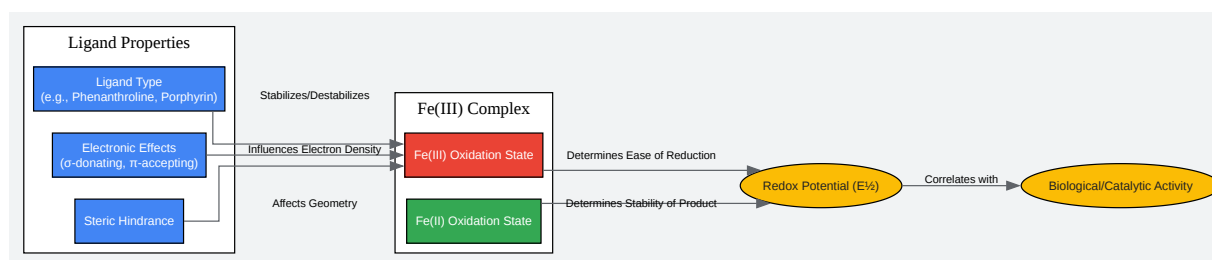 Ligand Properties
Ligand Type
(e.g., Phenanthroline, Porphyrin)
Electronic Effects
(σ-donating, π-accepting)
Steric Hindrance
Stabilizes/Destabilizes
Influences Electron Density
Affects Geometry
Fe(III) Complex
Fe(III) Oxidation State
Fe(II) Oxidation State
Determines Ease of Reduction
Determines Stability of Product
Redox Potential (E½)
Correlates with
Biological/Catalytic Activity